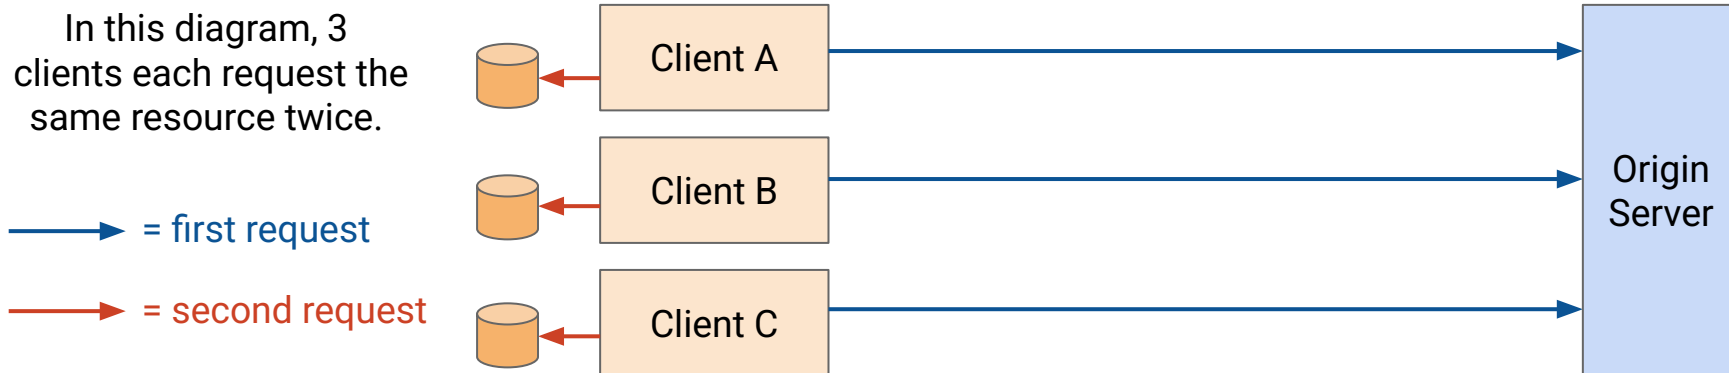 In this diagram, 3
clients each request the
same resource twice.
= first request
= second request
Client A
Client B
Client C
Origin
Server